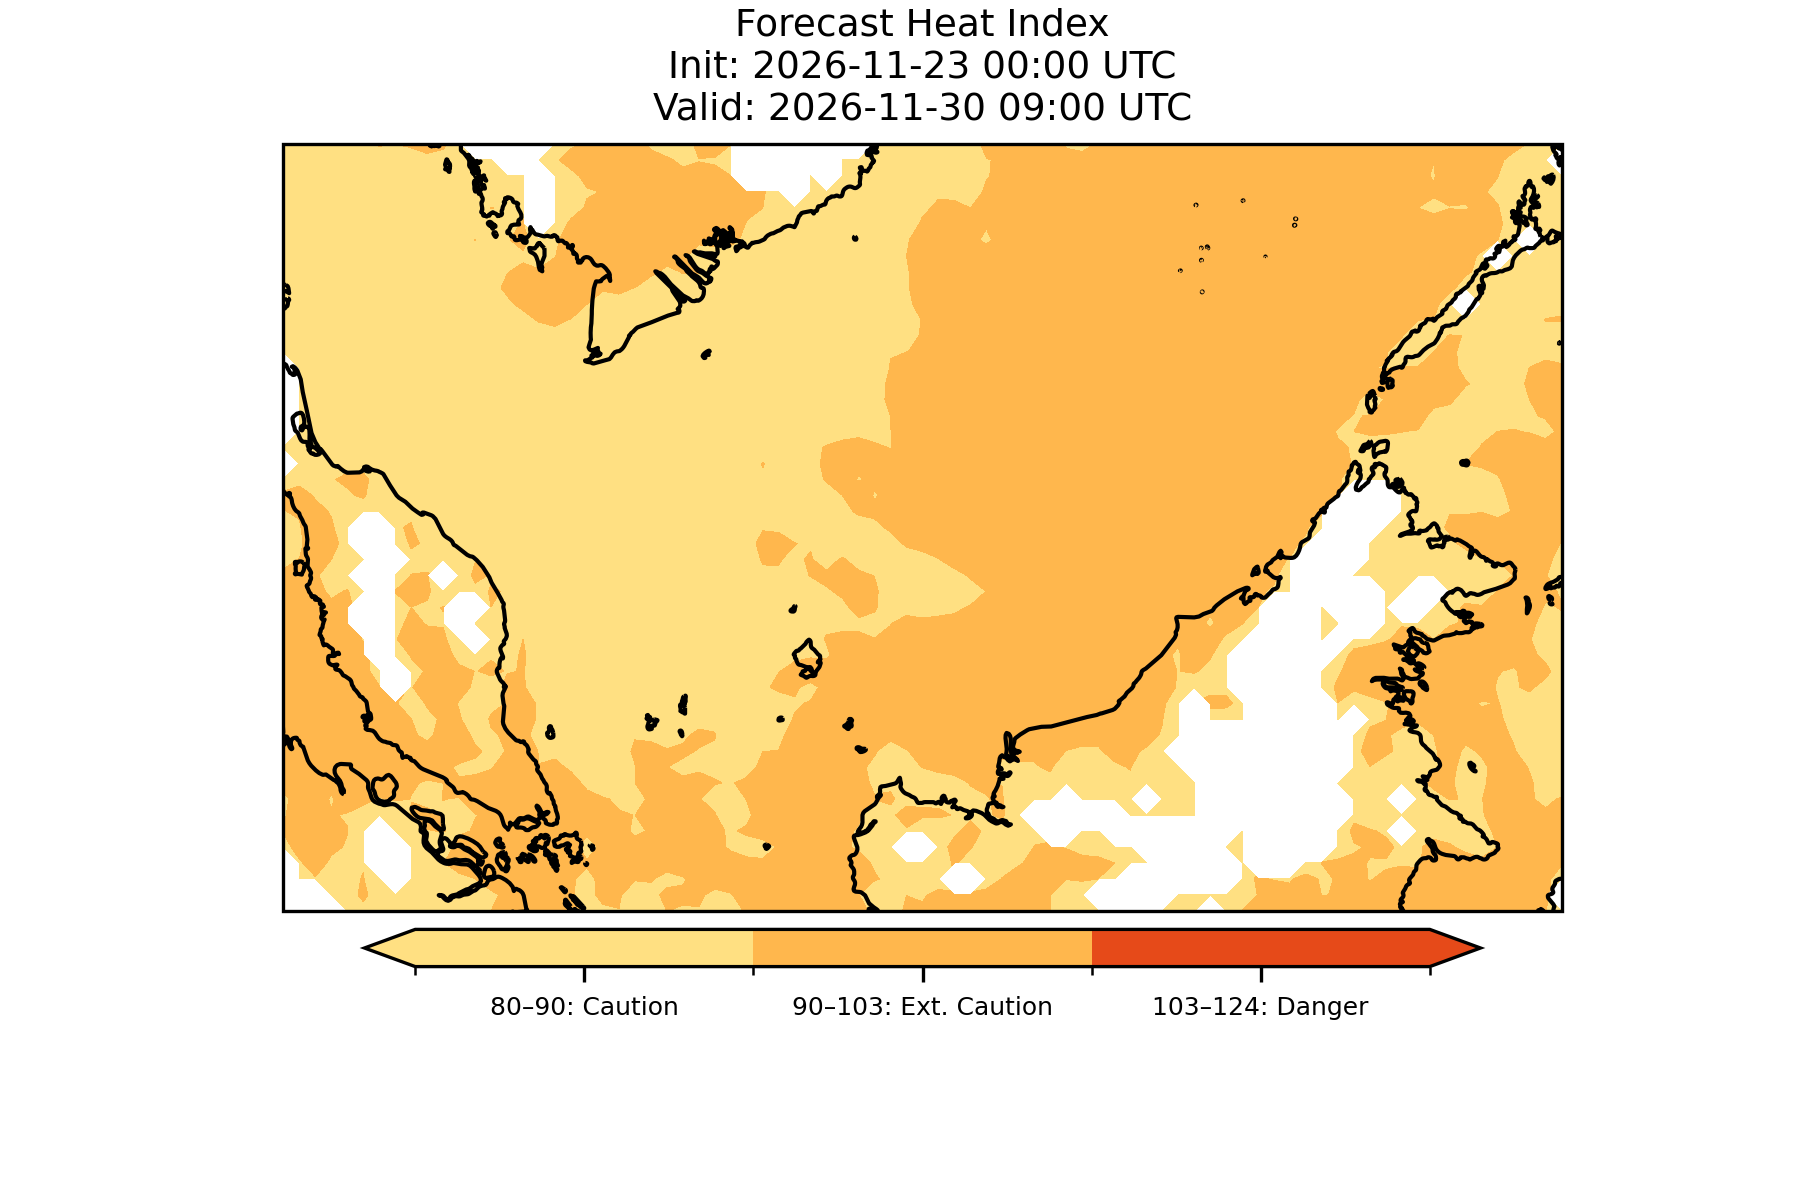 Forecast Heat Index
Init: 2026-11-23 00:00 UTC
Valid: 2026-11-30 09:00 UTC
80–90: Caution
90–103: Ext. Caution
103–124: Danger